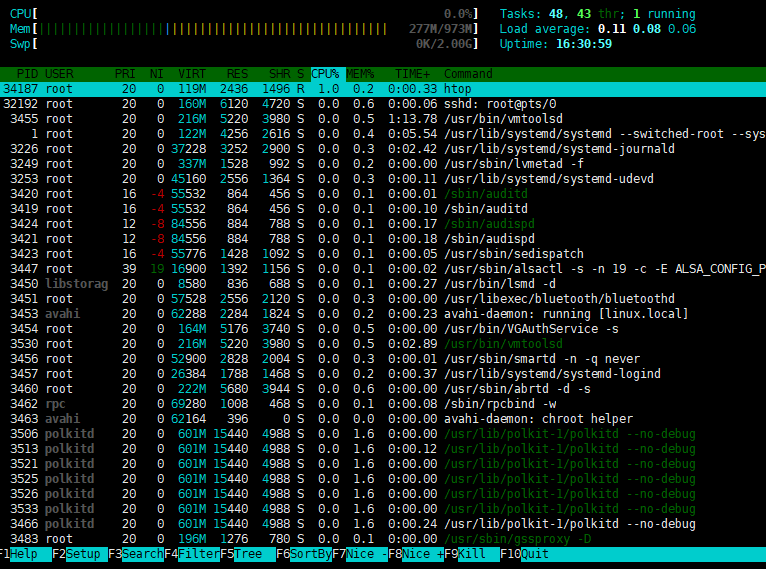 CPU[ 0.0%] Tasks: 48, 43 thr; 1 running
Mem[||||||||||||||||||||||||||||||||||||||||||||||||| 277M/973M] Load average: 0.11 0.08 0.06
Swp[ 0K/2.00G] Uptime: 16:30:59
PID USER PRI NI VIRT RES SHR S CPU% MEM% TIME+ Command
34187 root 20 0 119M 2436 1496 R 1.0 0.2 0:00.33 htop
32192 root 20 0 160M 6120 4720 S 0.0 0.6 0:00.06 sshd: root@pts/0
3455 root 20 0 216M 5220 3980 S 0.0 0.5 1:13.78 /usr/bin/vmtoolsd
1 root 20 0 122M 4256 2616 S 0.0 0.4 0:05.54 /usr/lib/systemd/systemd --switched-root --sys
3226 root 20 0 37228 3252 2900 S 0.0 0.3 0:02.42 /usr/lib/systemd/systemd-journald
3249 root 20 0 337M 1528 992 S 0.0 0.2 0:00.00 /usr/sbin/lvmetad -f
3253 root 20 0 45160 2556 1364 S 0.0 0.3 0:00.11 /usr/lib/systemd/systemd-udevd
3420 root 16 -4 55532 864 456 S 0.0 0.1 0:00.01 /sbin/auditd
3419 root 16 -4 55532 864 456 S 0.0 0.1 0:00.10 /sbin/auditd
3424 root 12 -8 84556 884 788 S 0.0 0.1 0:00.17 /sbin/audispd
3421 root 12 -8 84556 884 788 S 0.0 0.1 0:00.18 /sbin/audispd
3423 root 16 -4 55776 1428 1092 S 0.0 0.1 0:00.05 /usr/sbin/sedispatch
3447 root 39 19 16900 1392 1156 S 0.0 0.1 0:00.02 /usr/sbin/alsactl -s -n 19 -c -E ALSA_CONFIG_P
3450 libstorag 20 0 8580 836 688 S 0.0 0.1 0:00.27 /usr/bin/lsmd -d
3451 root 20 0 57528 2556 2120 S 0.0 0.3 0:00.00 /usr/libexec/bluetooth/bluetoothd
3453 avahi 20 0 62288 2284 1824 S 0.0 0.2 0:00.23 avahi-daemon: running [linux.local]
3454 root 20 0 164M 5176 3740 S 0.0 0.5 0:00.00 /usr/bin/VGAuthService -s
3530 root 20 0 216M 5220 3980 S 0.0 0.5 0:02.89 /usr/bin/vmtoolsd
3456 root 20 0 52900 2828 2004 S 0.0 0.3 0:00.01 /usr/sbin/smartd -n -q never
3457 root 20 0 26384 1788 1468 S 0.0 0.2 0:00.37 /usr/lib/systemd/systemd-logind
3460 root 20 0 222M 5680 3944 S 0.0 0.6 0:00.00 /usr/sbin/abrtd -d -s
3462 rpc 20 0 69280 1008 468 S 0.0 0.1 0:00.08 /sbin/rpcbind -w
3463 avahi 20 0 62164 396 0 S 0.0 0.0 0:00.00 avahi-daemon: chroot helper
3506 polkitd 20 0 601M 15440 4988 S 0.0 1.6 0:00.00 /usr/lib/polkit-1/polkitd --no-debug
3513 polkitd 20 0 601M 15440 4988 S 0.0 1.6 0:00.12 /usr/lib/polkit-1/polkitd --no-debug
3521 polkitd 20 0 601M 15440 4988 S 0.0 1.6 0:00.00 /usr/lib/polkit-1/polkitd --no-debug
3525 polkitd 20 0 601M 15440 4988 S 0.0 1.6 0:00.00 /usr/lib/polkit-1/polkitd --no-debug
3526 polkitd 20 0 601M 15440 4988 S 0.0 1.6 0:00.00 /usr/lib/polkit-1/polkitd --no-debug
3533 polkitd 20 0 601M 15440 4988 S 0.0 1.6 0:00.00 /usr/lib/polkit-1/polkitd --no-debug
3466 polkitd 20 0 601M 15440 4988 S 0.0 1.6 0:00.24 /usr/lib/polkit-1/polkitd --no-debug
3483 root 20 0 196M 1276 780 S 0.0 0.1 0:00.00 /usr/sbin/gssproxy -D
F1Help F2Setup F3SearchF4FilterF5Tree F6SortByF7Nice -F8Nice +F9Kill F10Quit